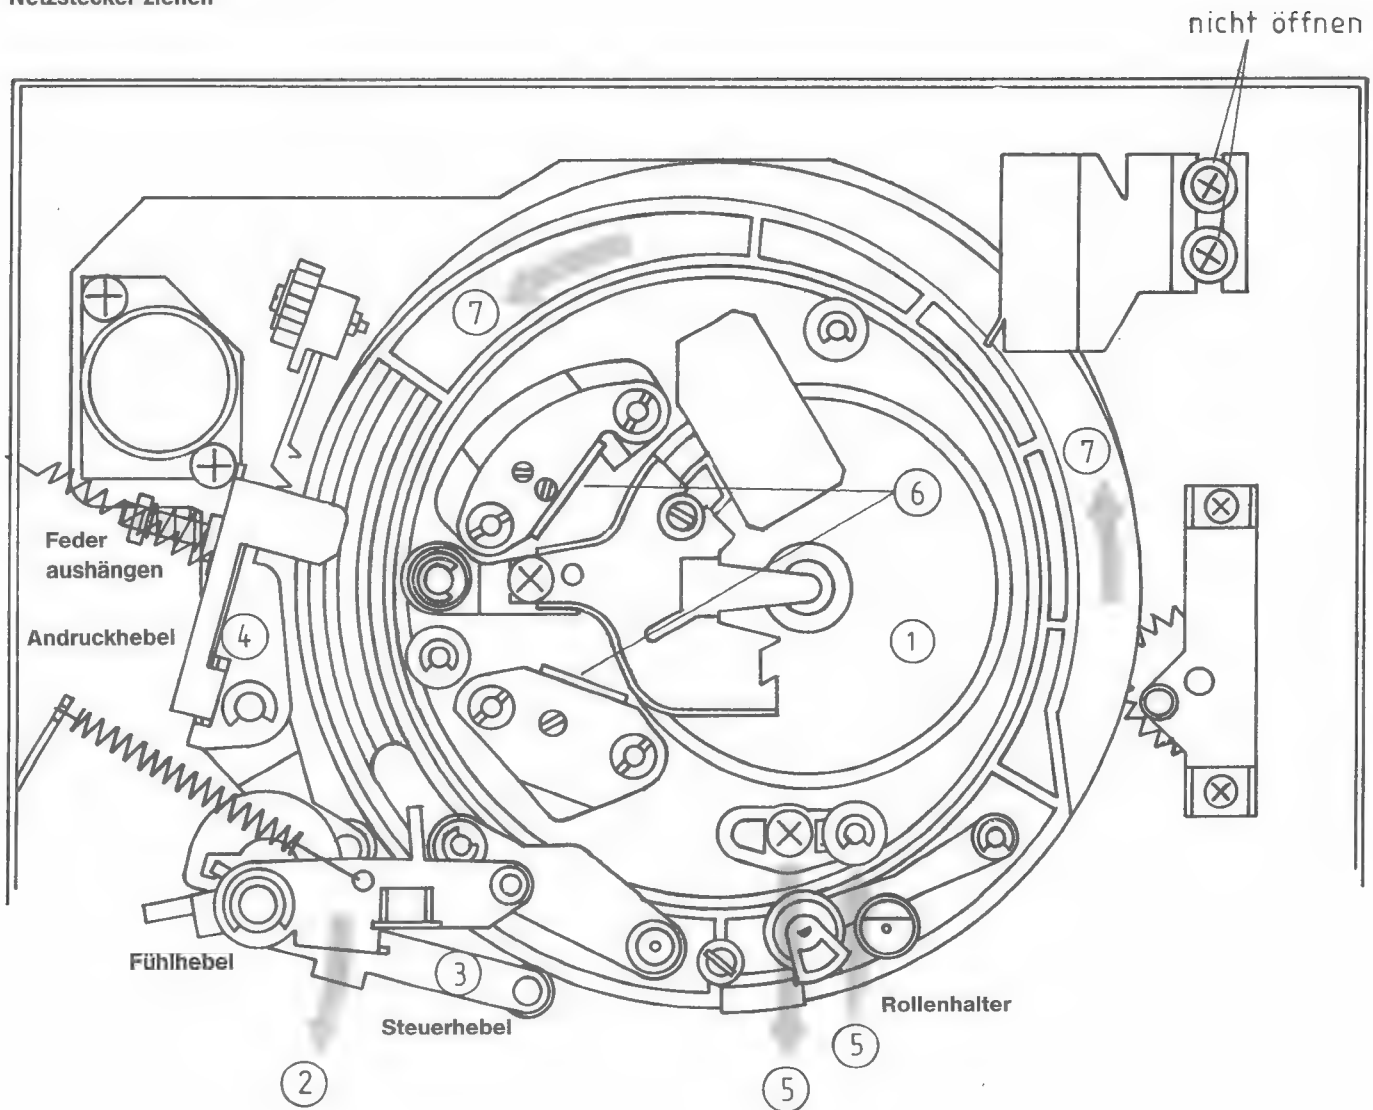 Netzstecker ziehen
nicht öffnen
7
7
6
Feder
aushängen
Andruckhebel
4
1
Fühlhebel
3
Steuerhebel
Rollenhalter
5
2
5